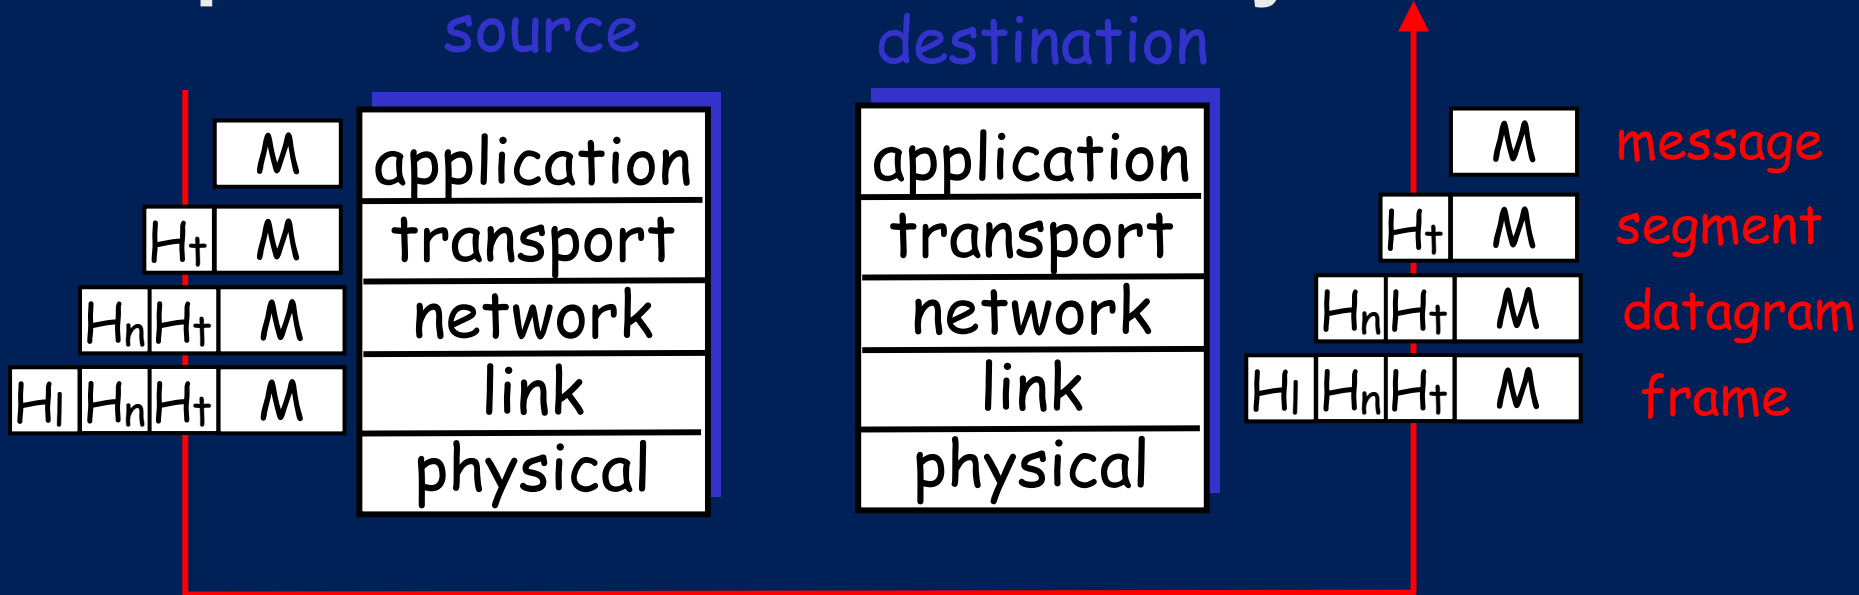 source destination
M application application M message
Ht M transport transport Ht M segment
Hn Ht M network network Hn Ht M datagram
Hl Hn Ht M link link Hl Hn Ht M frame
physical physical